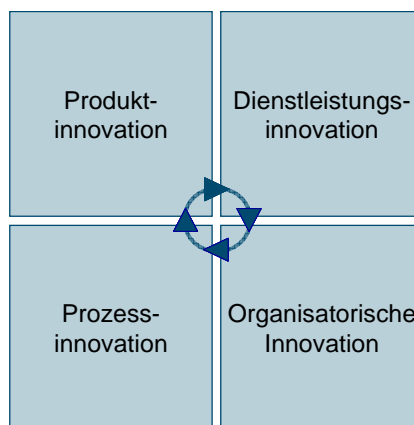 Produkt-
innovation
Dienstleistungs-
innovation
Prozess-
innovation
Organisatorische
Innovation